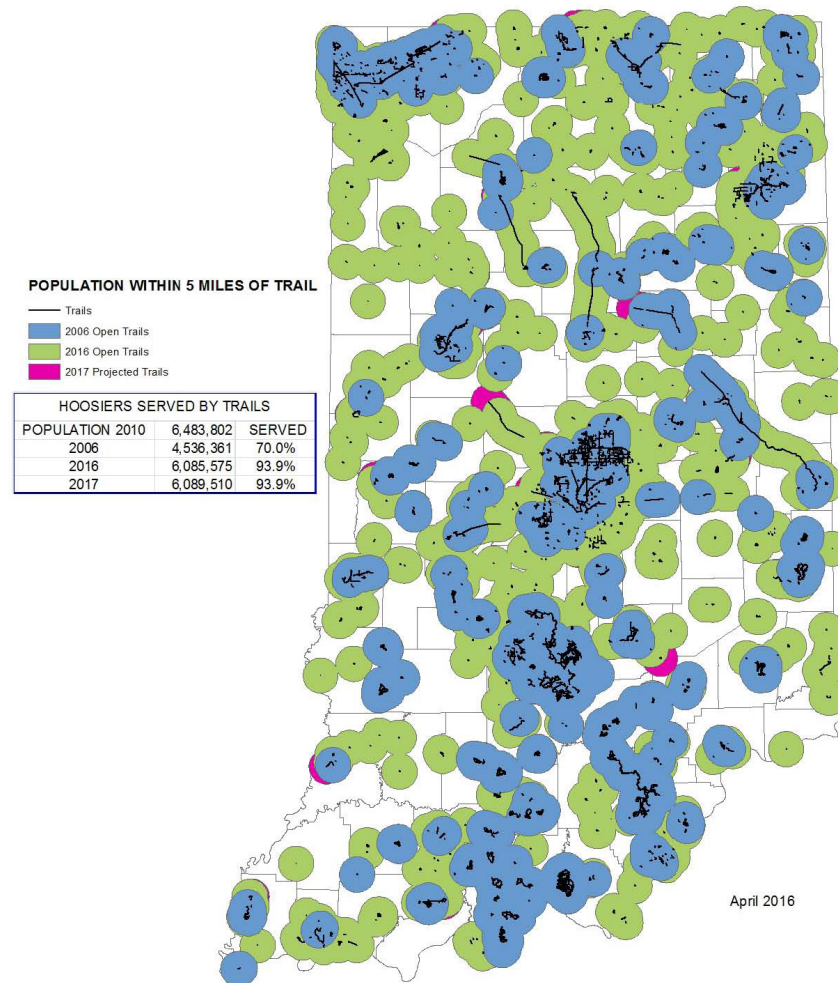 POPULATION WITHIN 5 MILES OF TRAIL
Trails
2006 Open Trails
2016 Open Trails
2017 Projected Trails
HOOSIERS SERVED BY TRAILS
POPULATION 2010 6,483,802 SERVED
2006 4,536,361 70.0%
2016 6,085,575 93.9%
2017 6,089,510 93.9%
April 2016